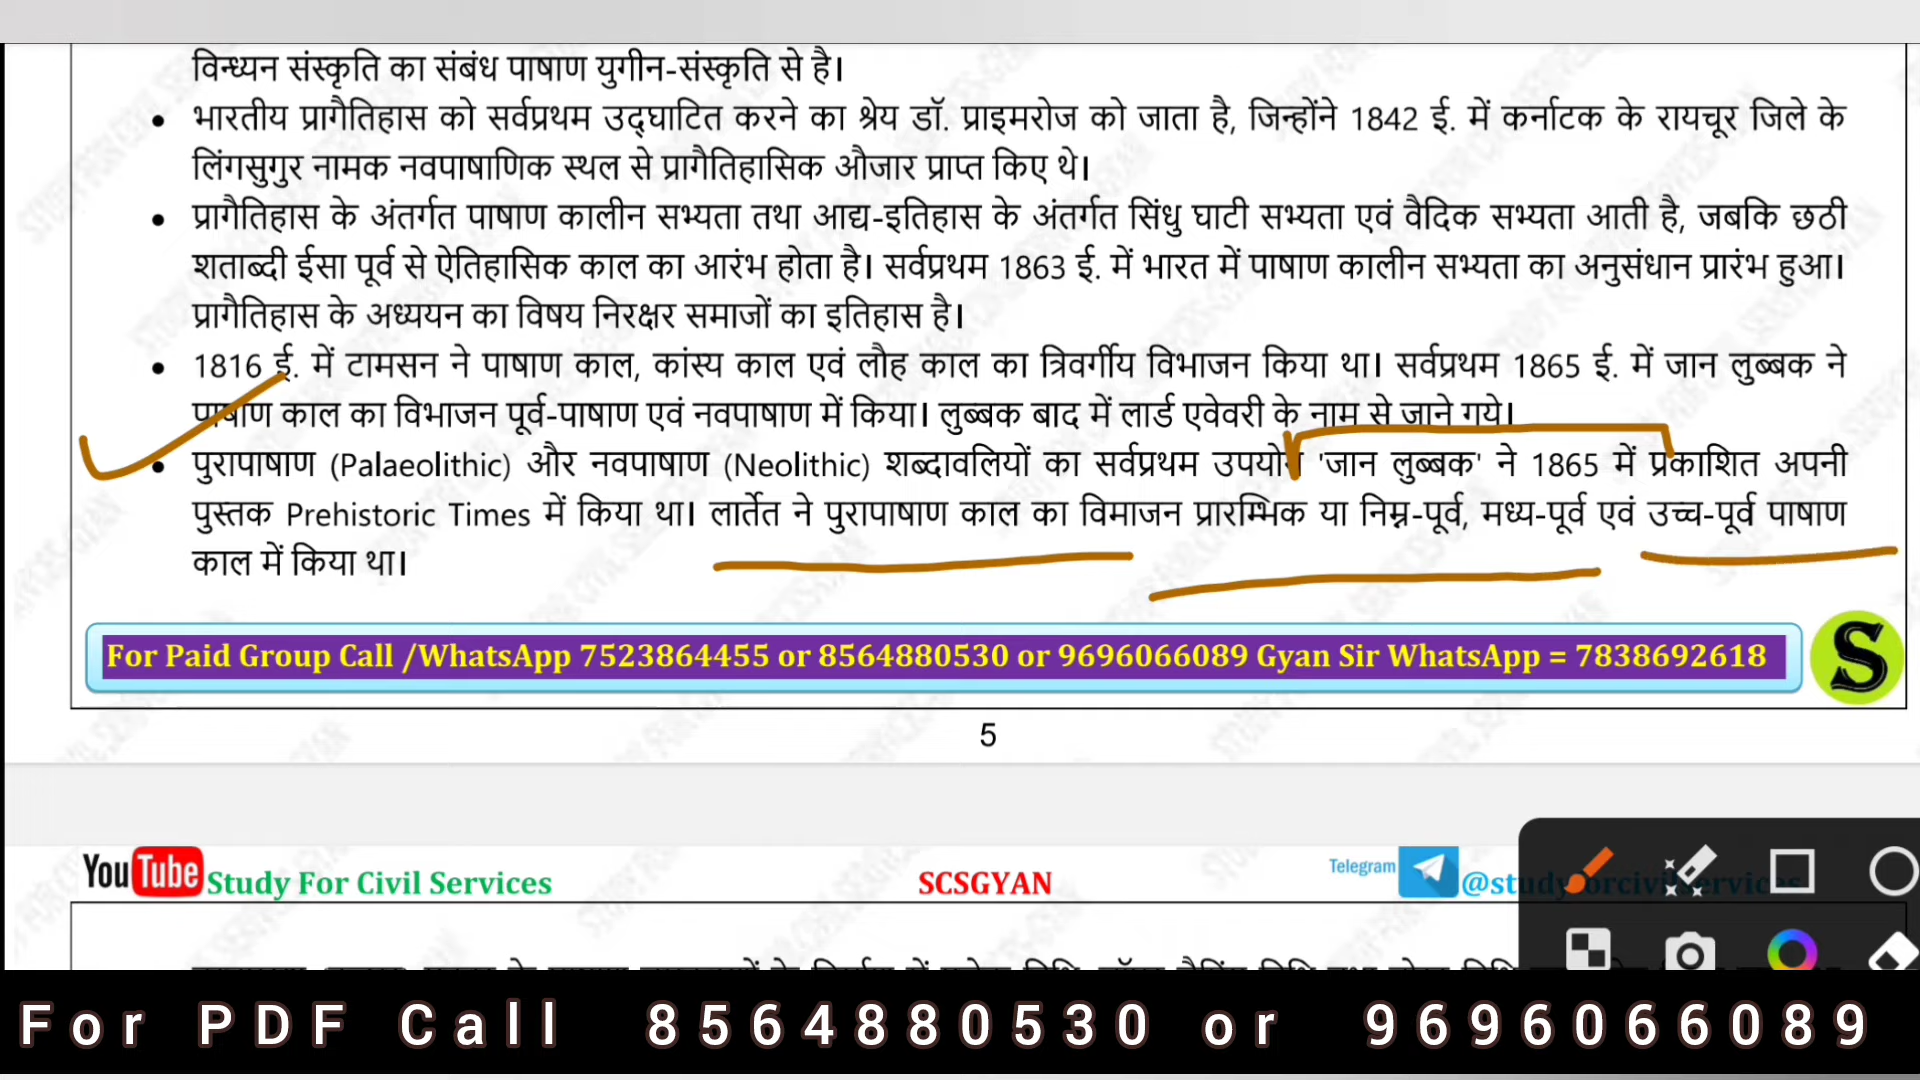 विन्ध्यन संस्कृति का संबंध पाषाण युगीन-संस्कृति से है।
• भारतीय प्रागैतिहास को सर्वप्रथम उद्घाटित करने का श्रेय डॉ. प्राइमरोज को जाता है, जिन्होंने 1842 ई. में कर्नाटक के रायचूर जिले के
लिंगसुगुर नामक नवपाषाणिक स्थल से प्रागैतिहासिक औजार प्राप्त किए थे।
• प्रागैतिहास के अंतर्गत पाषाण कालीन सभ्यता तथा आद्य-इतिहास के अंतर्गत सिंधु घाटी सभ्यता एवं वैदिक सभ्यता आती है, जबकि छठी
शताब्दी ईसा पूर्व से ऐतिहासिक काल का आरंभ होता है। सर्वप्रथम 1863 ई. में भारत में पाषाण कालीन सभ्यता का अनुसंधान प्रारंभ हुआ।
प्रागैतिहास के अध्ययन का विषय निरक्षर समाजों का इतिहास है।
• 1816 ई. में टामसन ने पाषाण काल, कांस्य काल एवं लौह काल का त्रिवर्गीय विभाजन किया था। सर्वप्रथम 1865 ई. में जान लुब्बक ने
पाषाण काल का विभाजन पूर्व-पाषाण एवं नवपाषाण में किया। लुब्बक बाद में लार्ड एवेवरी के नाम से जाने गये।
• पुरापाषाण (Palaeolithic) और नवपाषाण (Neolithic) शब्दावलियों का सर्वप्रथम उपयोग 'जान लुब्बक' ने 1865 में प्रकाशित अपनी
पुस्तक Prehistoric Times में किया था। लार्तेत ने पुरापाषाण काल का विमाजन प्रारम्भिक या निम्न-पूर्व, मध्य-पूर्व एवं उच्च-पूर्व पाषाण
काल में किया था।
For Paid Group Call /WhatsApp 7523864455 or 8564880530 or 9696066089 Gyan Sir WhatsApp = 7838692618
S
5
YouTube Study For Civil Services SCSGYAN Telegram @studyforcivilservices
For PDF Call 8564880530 or 9696066089